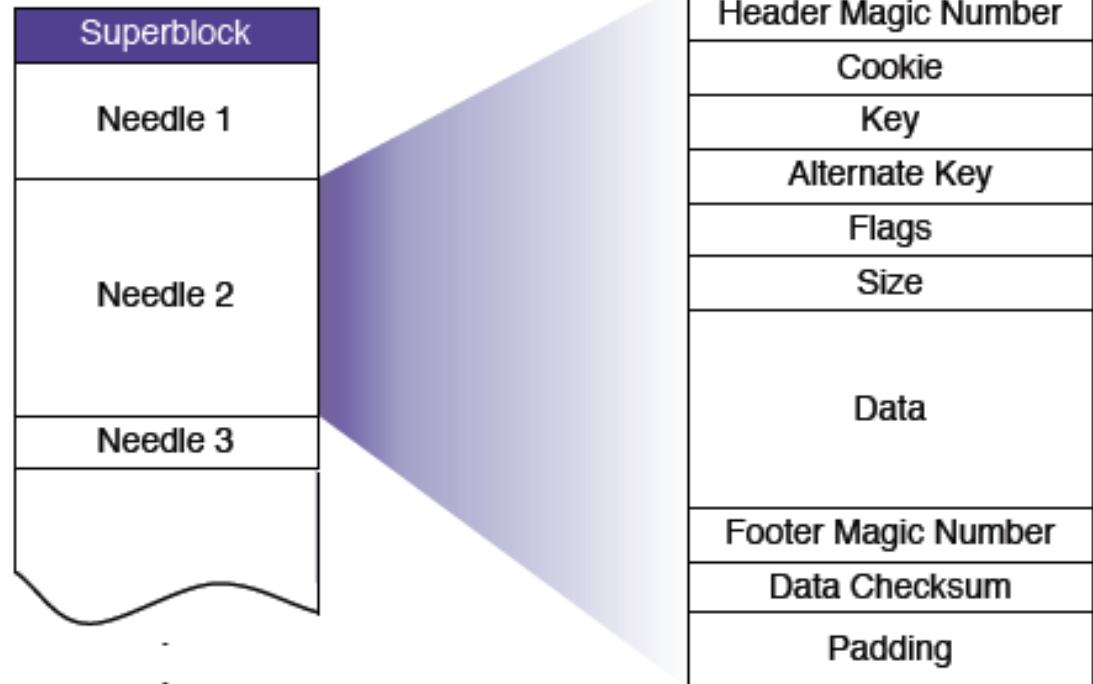 Superblock
Needle 1
Needle 2
Needle 3
Header Magic Number
Cookie
Key
Alternate Key
Flags
Size
Data
Footer Magic Number
Data Checksum
Padding